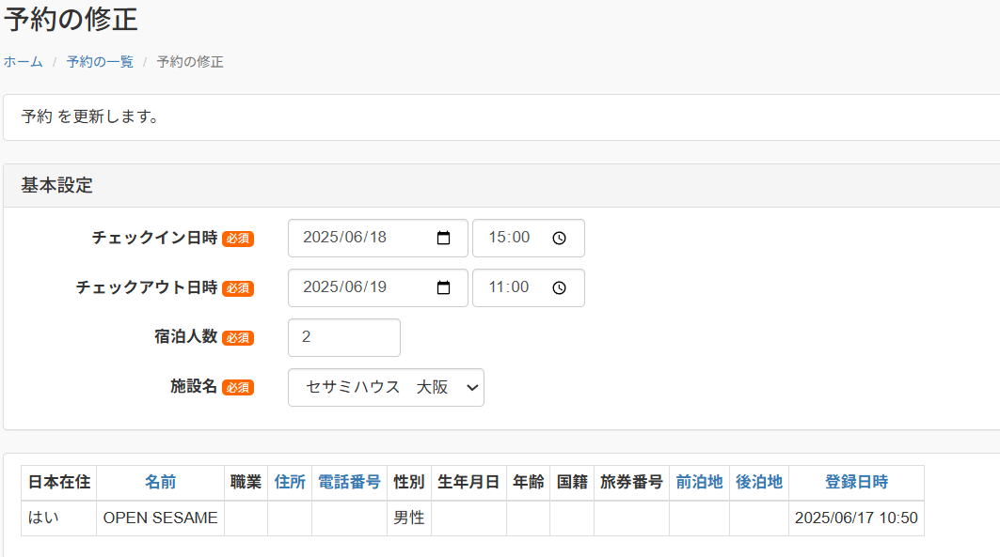 予約の修正
ホーム / 予約の一覧 / 予約の修正
予約 を更新します。
基本設定
チェックイン日時 必須 2025/06/18 15:00
チェックアウト日時 必須 2025/06/19 11:00
宿泊人数 必須 2
施設名 必須 セサミハウス　大阪
日本在住 名前 職業 住所 電話番号 性別 生年月日 年齢 国籍 旅券番号 前泊地 後泊地 登録日時
はい OPEN SESAME 男性 2025/06/17 10:50